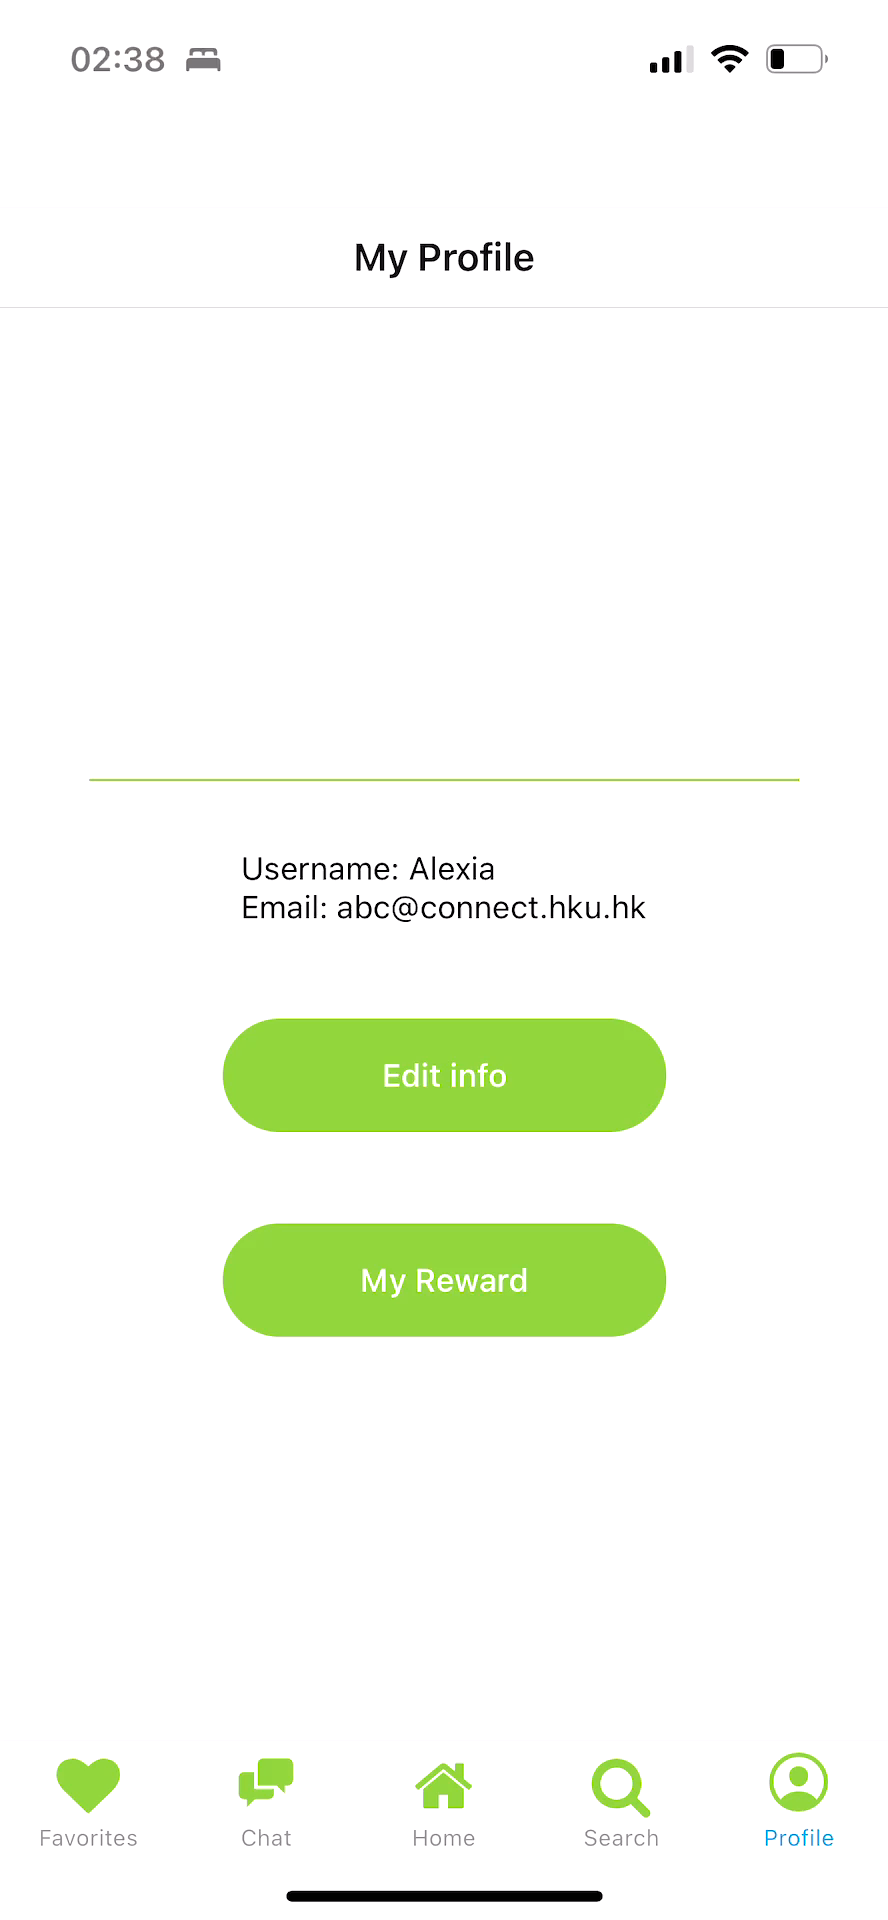 02:38
My Profile
Username: Alexia
Email: abc@connect.hku.hk
Edit info
My Reward
Favorites
Chat
Home
Search
Profile